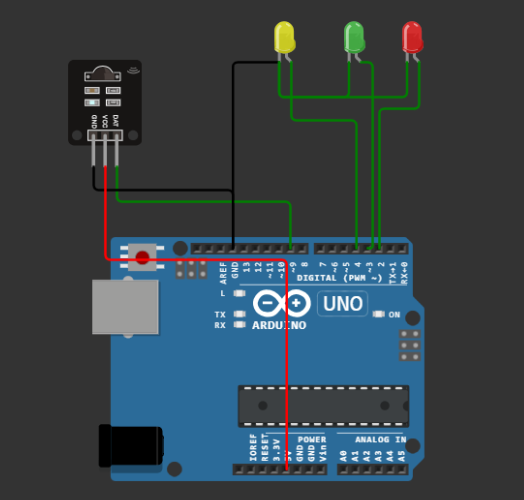 GND
VCC
DAT
AREF
GND
13
12
~11
~10
~9
8
7
~6
~5
4
~3
2
TX→1
RX←0
DIGITAL (PWM ~)
L
TX
RX
UNO
ARDUINO
ON
IOREF
RESET
3.3V
5V
GND
GND
Vin
POWER
ANALOG IN
A0
A1
A2
A3
A4
A5